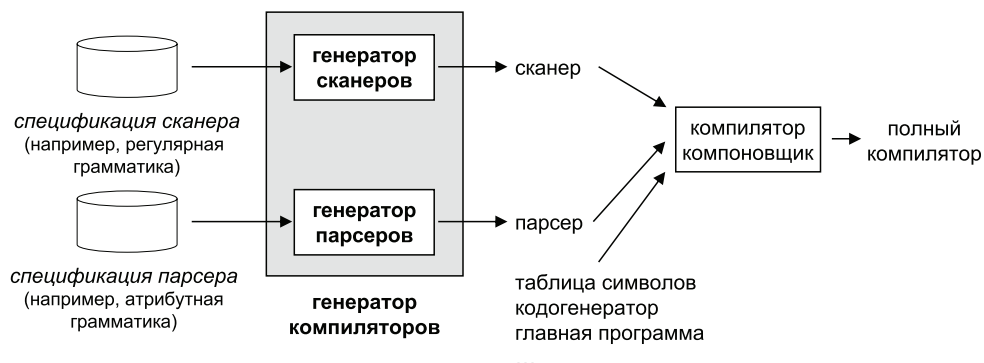 генератор
сканеров
сканер
спецификация сканера
(например, регулярная
грамматика)
компилятор
компоновщик
полный
компилятор
генератор
парсеров
парсер
спецификация парсера
(например, атрибутная
грамматика)
генератор
компиляторов
таблица символов
кодогенератор
главная программа
...